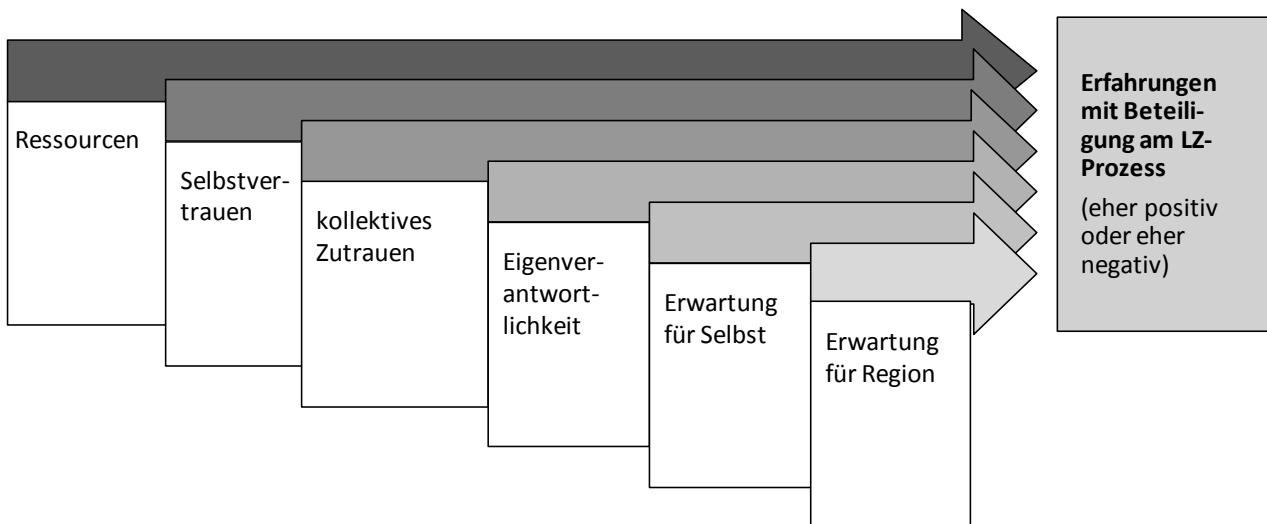 Ressourcen
Selbstver-
trauen
kollektives
Zutrauen
Eigenver-
antwort-
lichkeit
Erwartung
für Selbst
Erwartung
für Region
Erfahrungen
mit Beteili-
gung am LZ-
Prozess
(eher positiv
oder eher
negativ)